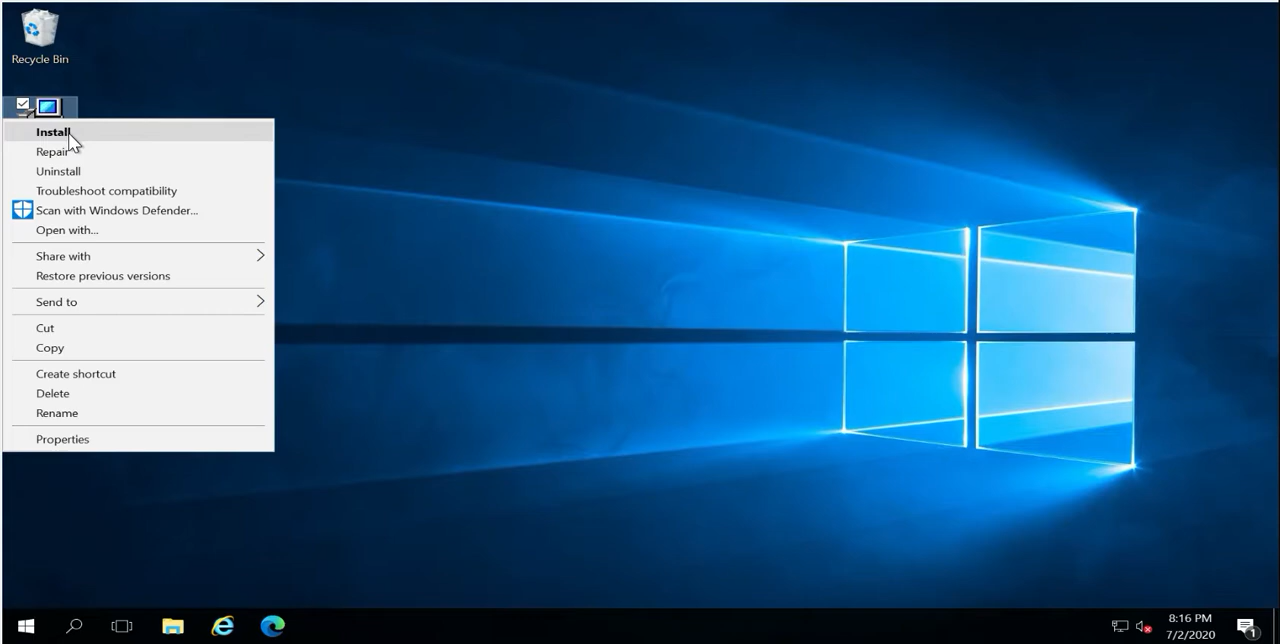 Recycle Bin
Install
Repair
Uninstall
Troubleshoot compatibility
Scan with Windows Defender...
Open with...
Share with
Restore previous versions
Send to
Cut
Copy
Create shortcut
Delete
Rename
Properties
8:16 PM
7/2/2020
1